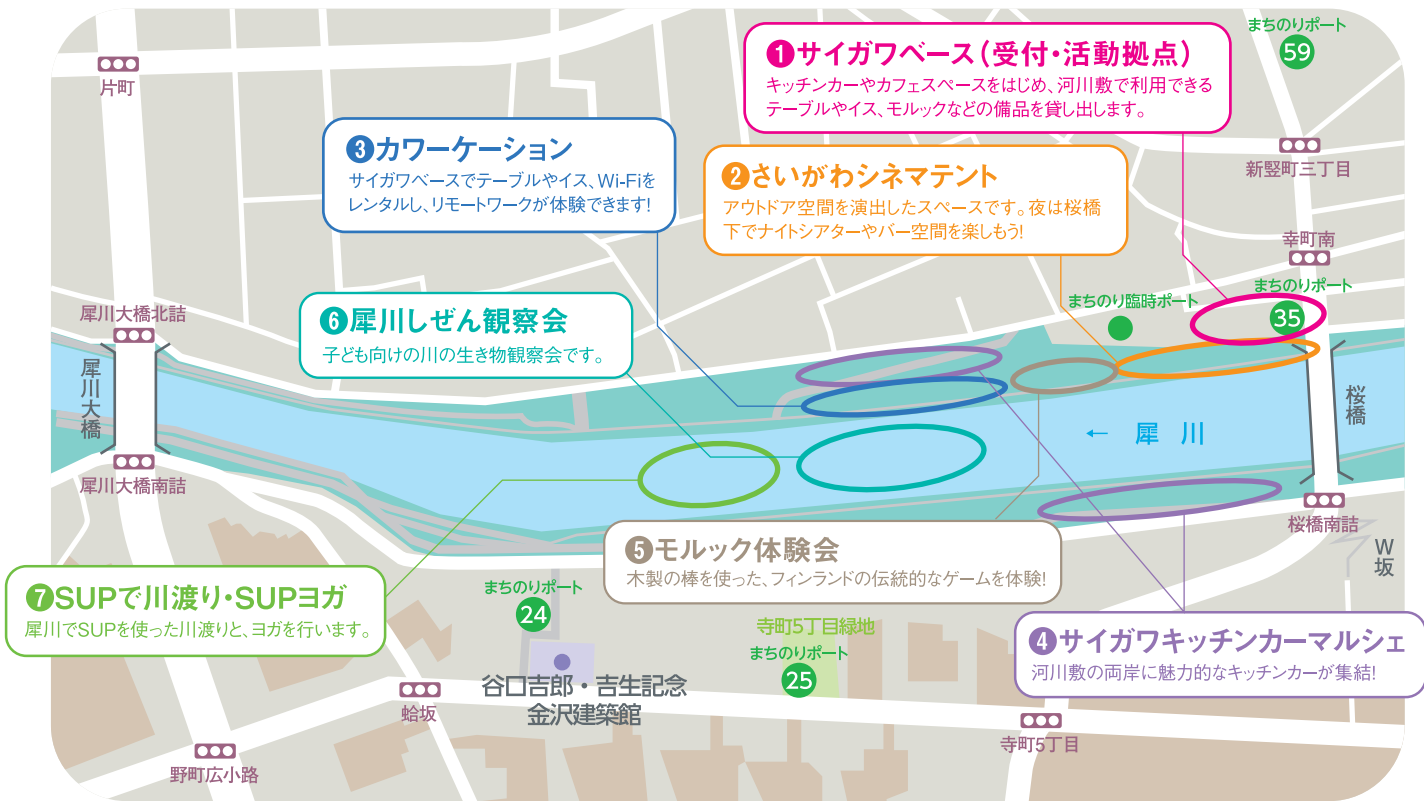 ❶サイガワベース（受付・活動拠点）
キッチンカーやカフェスペースをはじめ、河川敷で利用できる
テーブルやイス、モルックなどの備品を貸し出します。
まちのりポート
59
片町
❸カワーケーション
サイガワベースでテーブルやイス、Wi-Fiを
レンタルし、リモートワークが体験できます!
❷さいがわシネマテント
アウトドア空間を演出したスペースです。夜は桜橋
下でナイトシアターやバー空間を楽しもう!
新竪町三丁目
幸町南
まちのりポート
35
まちのり臨時ポート
犀川大橋北詰
❻犀川しぜん観察会
子ども向けの川の生き物観察会です。
犀川大橋
桜橋
← 犀 川
犀川大橋南詰
桜橋南詰
W坂
❺モルック体験会
木製の棒を使った、フィンランドの伝統的なゲームを体験!
❼SUPで川渡り・SUPヨガ
犀川でSUPを使った川渡りと、ヨガを行います。
まちのりポート
24
寺町5丁目緑地
まちのりポート
25
❹サイガワキッチンカーマルシェ
河川敷の両岸に魅力的なキッチンカーが集結!
谷口吉郎・吉生記念
金沢建築館
蛤坂
寺町5丁目
野町広小路